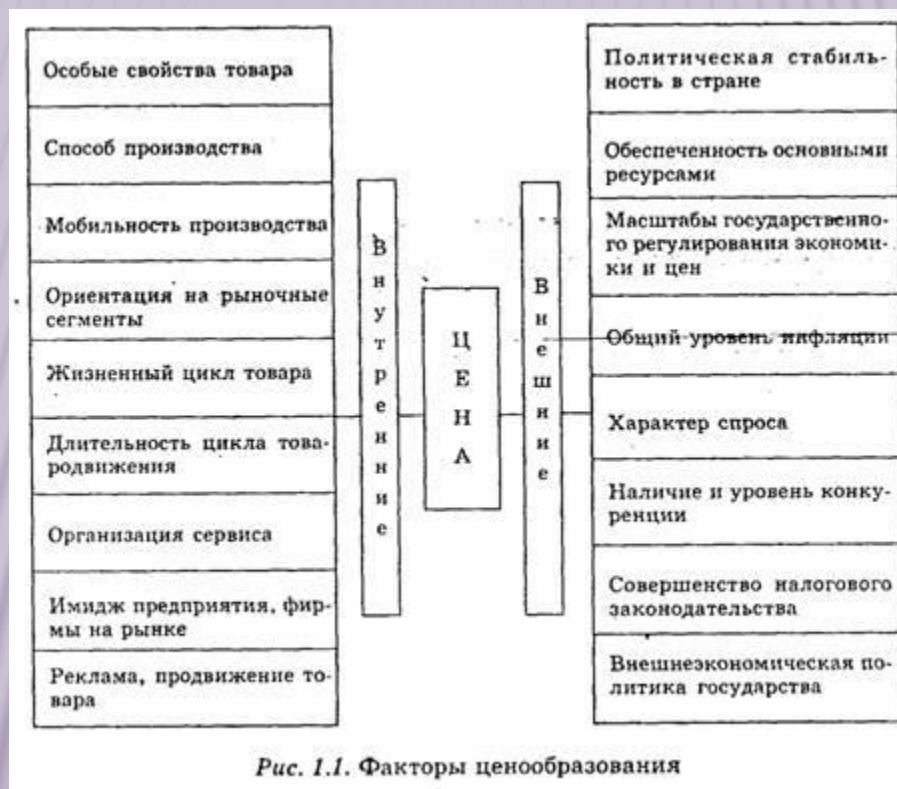 Особые свойства товара
Способ производства
Мобильность производства
Ориентация на рыночные
сегменты
Жизненный цикл товара
Длительность цикла това-
родвижения
Организация сервиса
Имидж предприятия, фир-
мы на рынке
Реклама, продвижение то-
вара
Внутренние
ЦЕНА
Внешние
Политическая стабиль-
ность в стране
Обеспеченность основными
ресурсами
Масштабы государственно-
го регулирования экономи-
ки и цен
Общий уровень инфляции
Характер спроса
Наличие и уровень конку-
ренции
Совершенство налогового
законодательства
Внешнеэкономическая по-
литика государства
Рис. 1.1. Факторы ценообразования